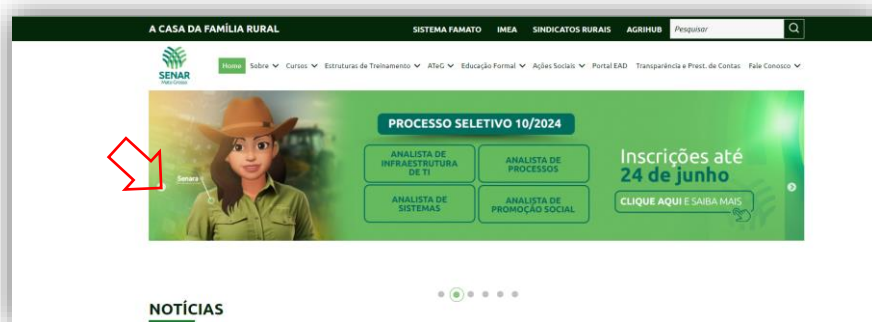 A CASA DA FAMÍLIA RURAL
SISTEMA FAMATO IMEA SINDICATOS RURAIS AGRIHUB Pesquisar
SENAR
Mato Grosso
Home Sobre Cursos Estruturas de Treinamento ATeG Educação Formal Ações Sociais Portal EAD Transparência e Prest. de Contas Fale Conosco
PROCESSO SELETIVO 10/2024
ANALISTA DE
INFRAESTRUTURA
DE TI
ANALISTA DE
PROCESSOS
ANALISTA DE
SISTEMAS
ANALISTA DE
PROMOÇÃO SOCIAL
Inscrições até
24 de junho
CLIQUE AQUI E SAIBA MAIS
Senara
NOTÍCIAS